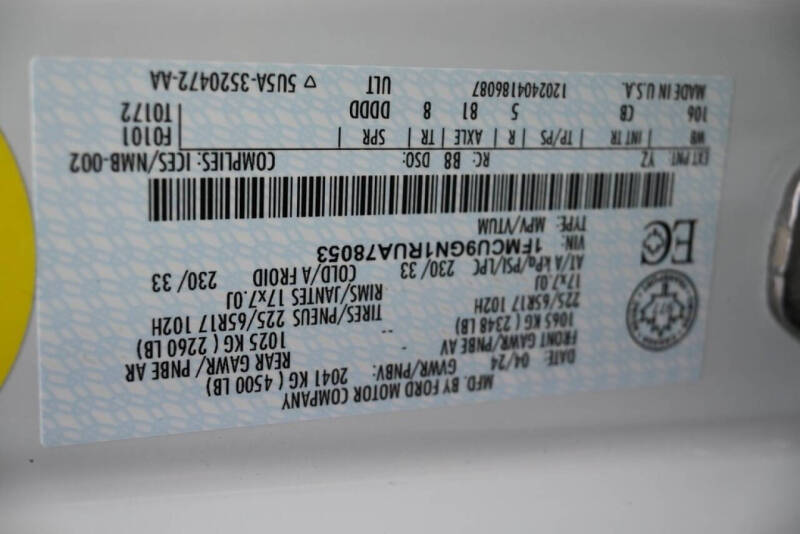 MFD. BY FORD MOTOR COMPANY
DATE: 04/24 GVWR/PNBV: 2041 KG ( 4500 LB)
FRONT GAWR/PNBE AV REAR GAWR/ PNBE AR
1065 KG ( 2348 LB) 1025 KG ( 2260 LB)
225/65R17 102H TIRES/PNEUS 225/65R17 102H
17x7.0J RIMS/JANTES 17x7.0J
AT/A kPa/PSI/LPC 230/ 33 COLD/A FROID 230/ 33
VIN: 1FMCU9GN1RUA78053
TYPE: MPV/VTUM
EC
EXT PNT: YZ RC: B8 DSO: COMPLIES: ICES/NMB-002
WB | INT TR | TP/PS | R | AXLE | TR | SPR | F0101
106 CB 5 81 8 DDDD T0172
MADE IN U.S.A. 1202404186087 ULT ▽ 5U5A-3520472-AA